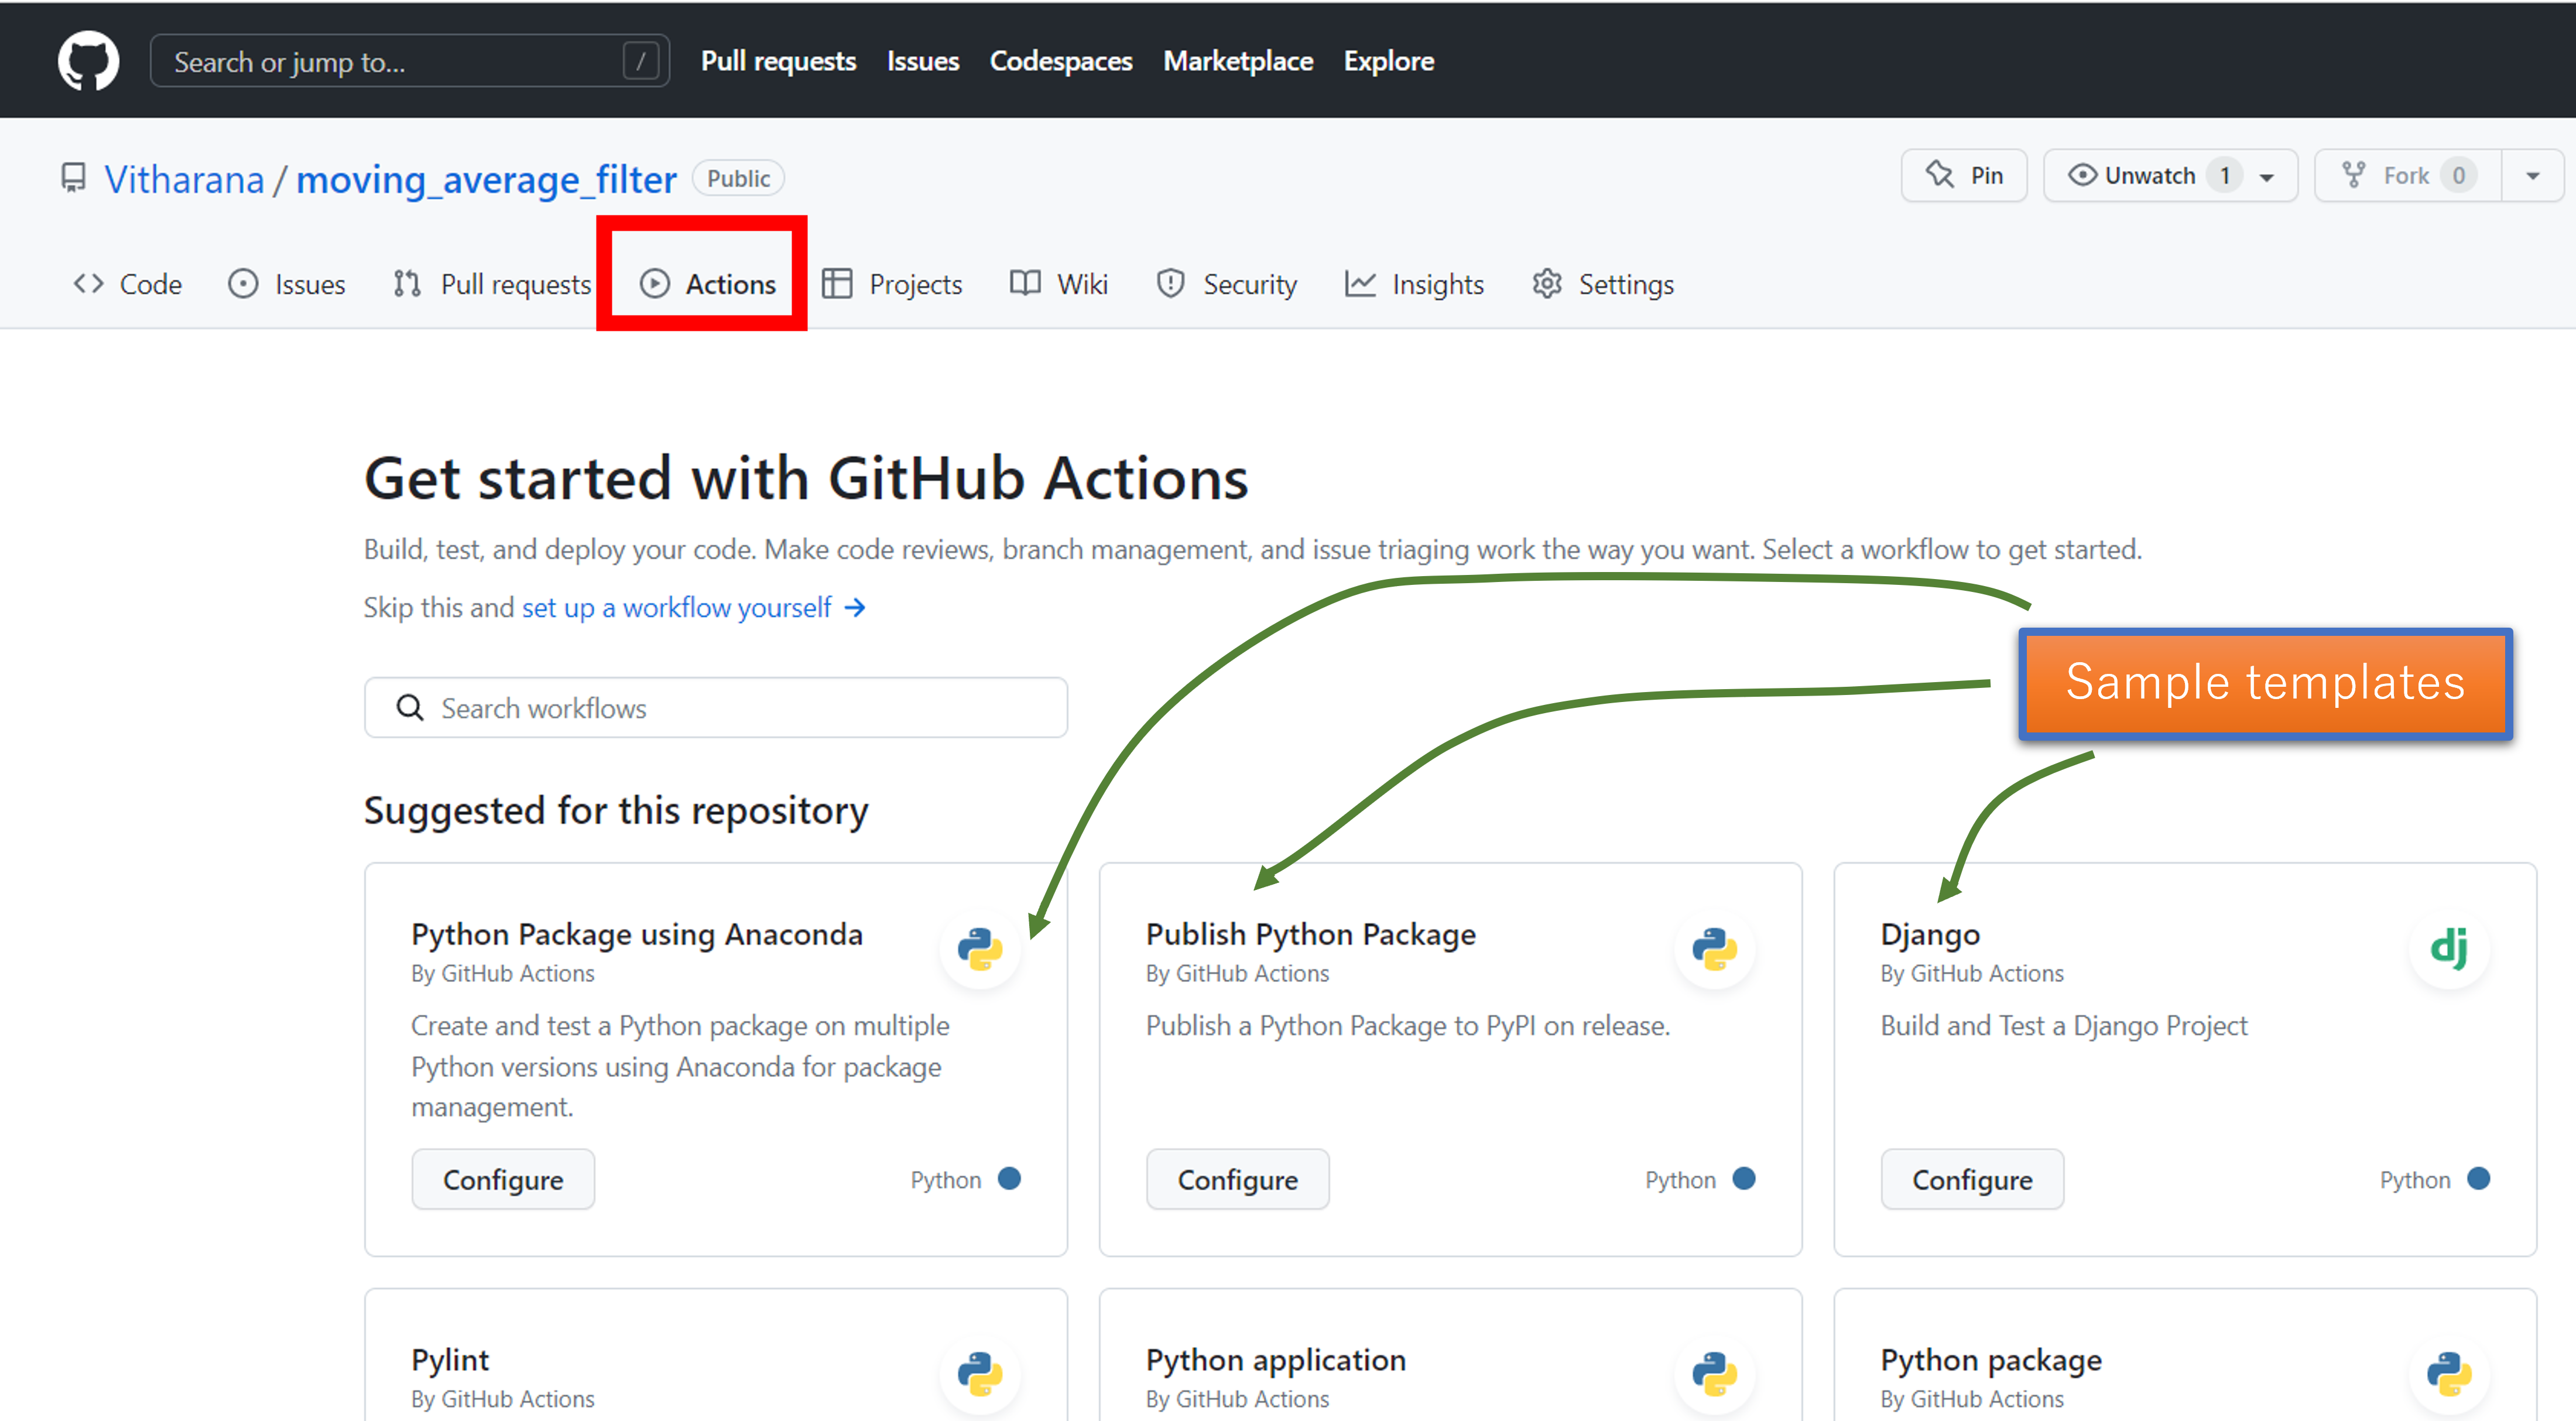 Search or jump to... /
Pull requests Issues Codespaces Marketplace Explore
Vitharana / moving_average_filter Public
Pin Unwatch 1 Fork 0
Code Issues Pull requests Actions Projects Wiki Security Insights Settings
Get started with GitHub Actions
Build, test, and deploy your code. Make code reviews, branch management, and issue triaging work the way you want. Select a workflow to get started.
Skip this and set up a workflow yourself →
Sample templates
Search workflows
Suggested for this repository
Python Package using Anaconda
By GitHub Actions
Create and test a Python package on multiple
Python versions using Anaconda for package
management.
Configure Python
Publish Python Package
By GitHub Actions
Publish a Python Package to PyPI on release.
Configure Python
Django
By GitHub Actions
dj
Build and Test a Django Project
Configure Python
Pylint
By GitHub Actions
Python application
By GitHub Actions
Python package
By GitHub Actions